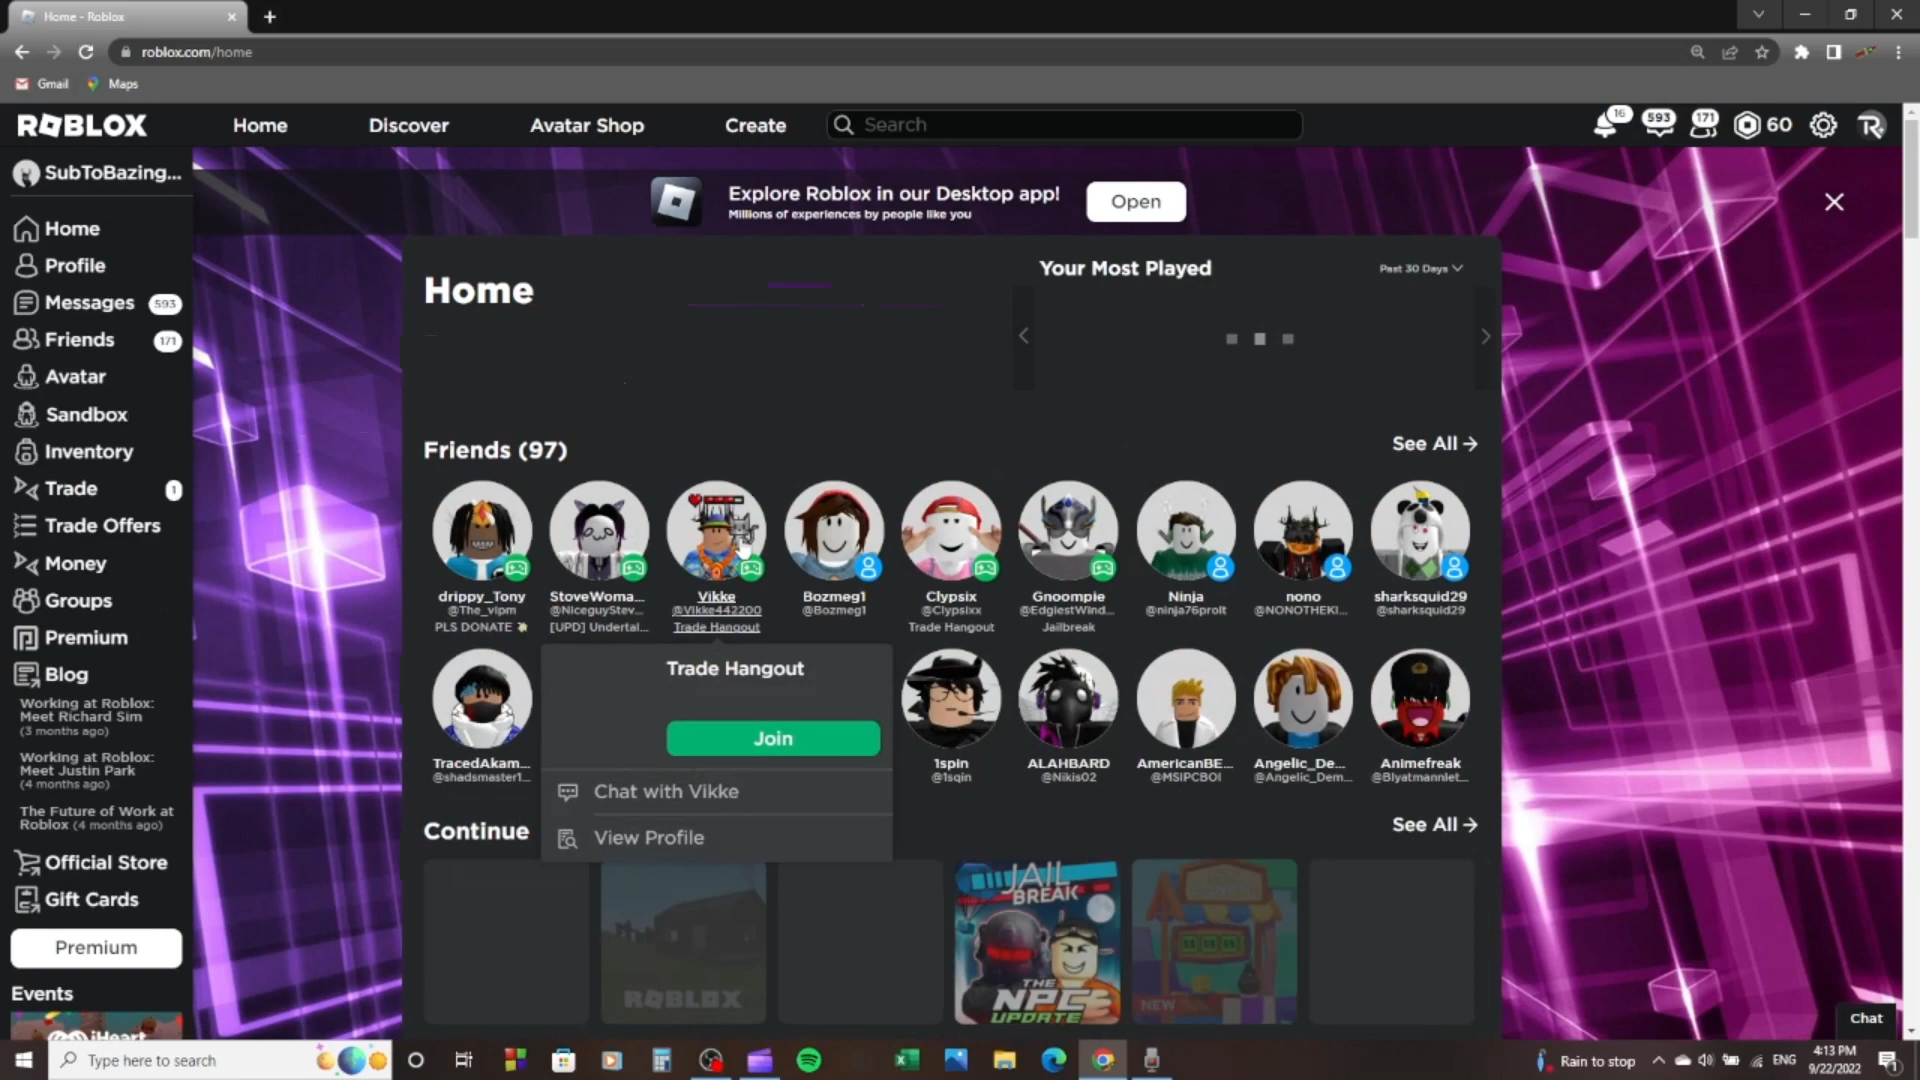 Home - Roblox
roblox.com/home
Gmail
Maps
ROBLOX
Home
Discover
Avatar Shop
Create
Search
16
593
171
60
SubToBazing...
Home
Profile
Messages
593
Friends
171
Avatar
Sandbox
Inventory
Trade
1
Trade Offers
Money
Groups
Premium
Blog
Working at Roblox:
Meet Richard Sim
(3 months ago)
Working at Roblox:
Meet Justin Park
(4 months ago)
The Future of Work at
Roblox (4 months ago)
Official Store
Gift Cards
Premium
Events
iHeart
Explore Roblox in our Desktop app!
Millions of experiences by people like you
Open
Home
Your Most Played
Past 30 Days
Friends (97)
See All
drippy_Tony
@The_vipm
PLS DONATE
StoveWoma...
@NiceguyStev...
[UPD] Undertal...
Vikke
@Vikke442200
Trade Hangout
Bozmeg1
@Bozmeg1
Clypsix
@Clypsixx
Trade Hangout
Gnoompie
@EdgiestWind...
Jailbreak
Ninja
@ninja76prolt
nono
@NONOTHEKI...
sharksquid29
@sharksquid29
TracedAkam...
@shadsmaster1...
Trade Hangout
Join
Chat with Vikke
View Profile
1spin
@1sqin
ALAHBARD
@Nikis02
AmericanBE...
@MSIPCBOI
Angelic_De...
@Angelic_Dem...
Animefreak
@Blyatmannlet...
Continue
See All
ROBLOX
JAIL
BREAK
THE
NPC
UPDATE
NEW
Chat
Type here to search
Rain to stop
ENG
4:13 PM
9/22/2022
1